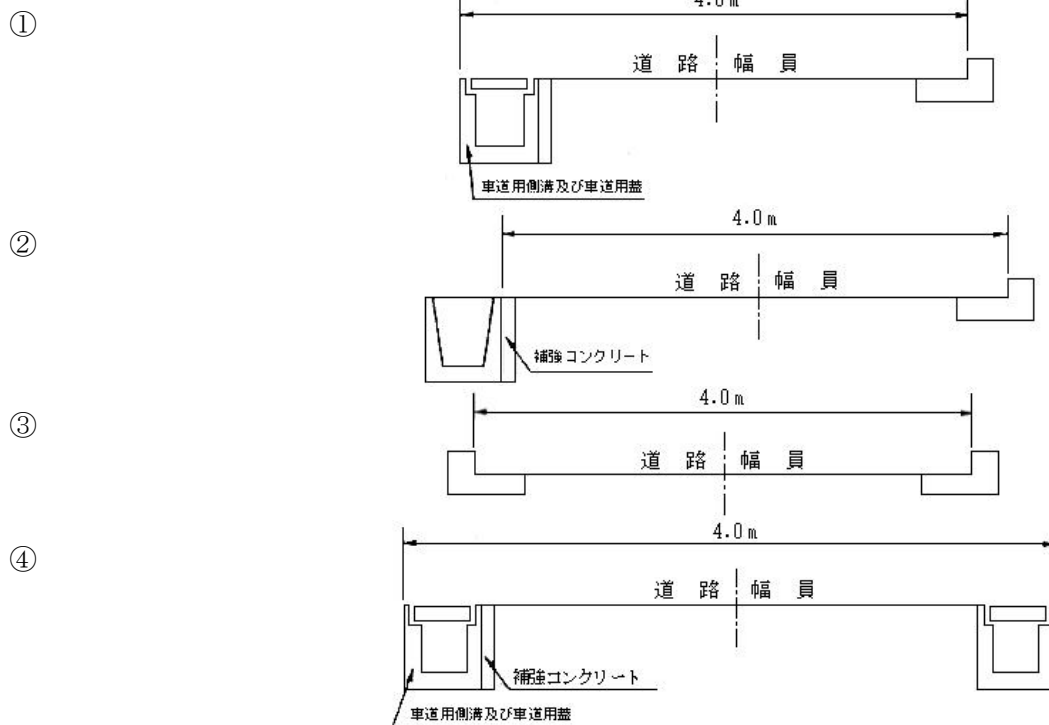 ①
4.0m
道路幅員
車道用側溝及び車道用蓋
②
4.0m
道路幅員
補強コンクリート
③
4.0m
道路幅員
④
4.0m
道路幅員
補強コンクリート
車道用側溝及び車道用蓋